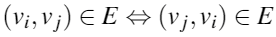 (v_i, v_j) ∈ E ⇔ (v_j, v_i) ∈ E